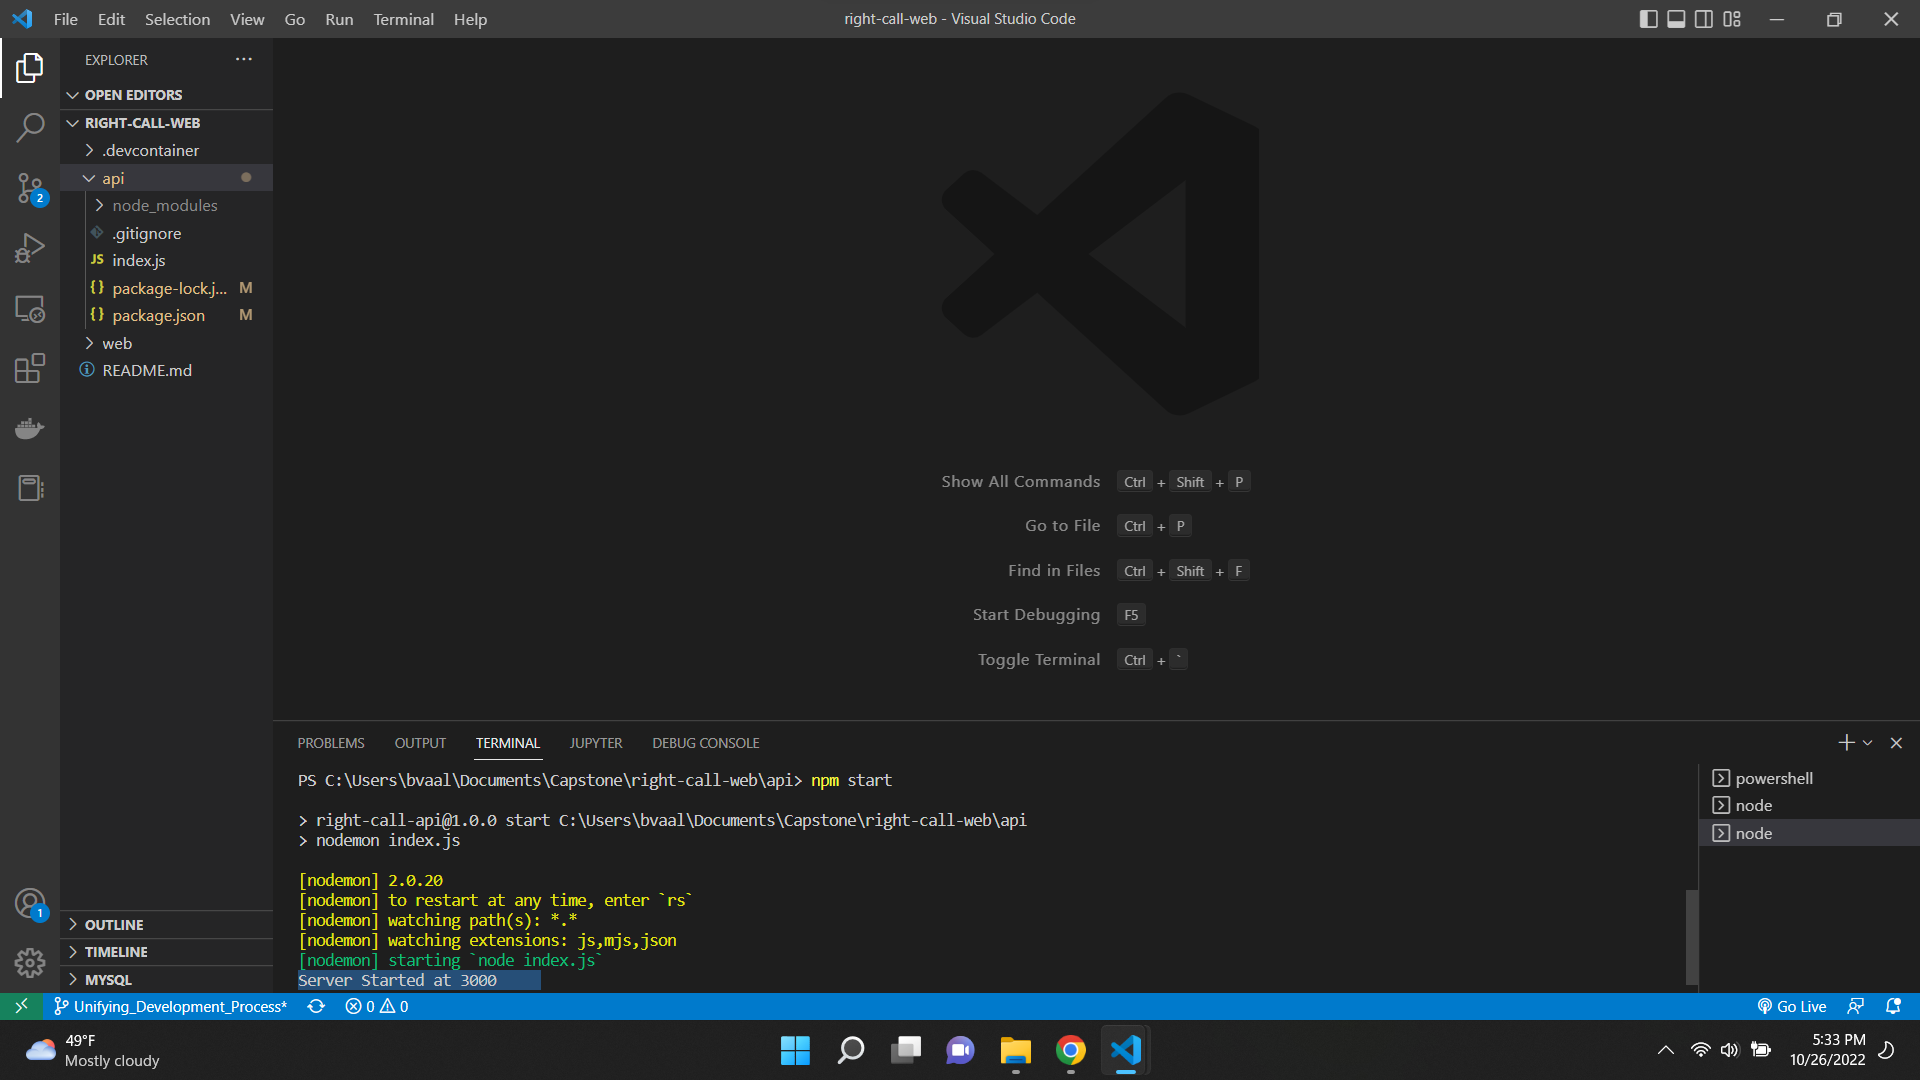 File Edit Selection View Go Run Terminal Help
right-call-web - Visual Studio Code
EXPLORER
OPEN EDITORS
RIGHT-CALL-WEB
.devcontainer
api
node_modules
.gitignore
JS index.js
{} package-lock.j... M
{} package.json M
web
README.md
2
1
OUTLINE
TIMELINE
MYSQL
Show All Commands Ctrl + Shift + P
Go to File Ctrl + P
Find in Files Ctrl + Shift + F
Start Debugging F5
Toggle Terminal Ctrl + `
PROBLEMS OUTPUT TERMINAL JUPYTER DEBUG CONSOLE
PS C:\Users\bvaal\Documents\Capstone\right-call-web\api> npm start
> right-call-api@1.0.0 start C:\Users\bvaal\Documents\Capstone\right-call-web\api
> nodemon index.js
[nodemon] 2.0.20
[nodemon] to restart at any time, enter `rs`
[nodemon] watching path(s): *.*
[nodemon] watching extensions: js,mjs,json
[nodemon] starting `node index.js`
Server Started at 3000
powershell
node
node
Unifying_Development_Process* 0 0
Go Live
49°F
Mostly cloudy
5:33 PM
10/26/2022